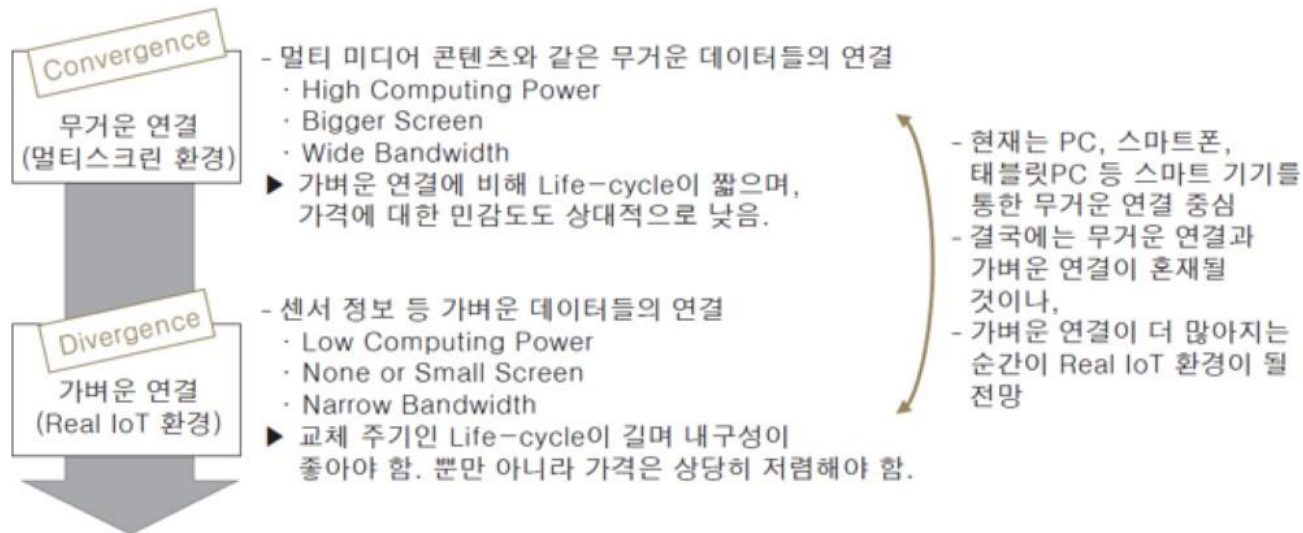 Convergence
무거운 연결
(멀티스크린 환경)
- 멀티 미디어 콘텐츠와 같은 무거운 데이터들의 연결
· High Computing Power
· Bigger Screen
· Wide Bandwidth
▶ 가벼운 연결에 비해 Life-cycle이 짧으며,
가격에 대한 민감도도 상대적으로 낮음.
Divergence
가벼운 연결
(Real IoT 환경)
- 센서 정보 등 가벼운 데이터들의 연결
· Low Computing Power
· None or Small Screen
· Narrow Bandwidth
▶ 교체 주기인 Life-cycle이 길며 내구성이
좋아야 함. 뿐만 아니라 가격은 상당히 저렴해야 함.
- 현재는 PC, 스마트폰,
태블릿PC 등 스마트 기기를
통한 무거운 연결 중심
- 결국에는 무거운 연결과
가벼운 연결이 혼재될
것이나,
- 가벼운 연결이 더 많아지는
순간이 Real IoT 환경이 될
전망